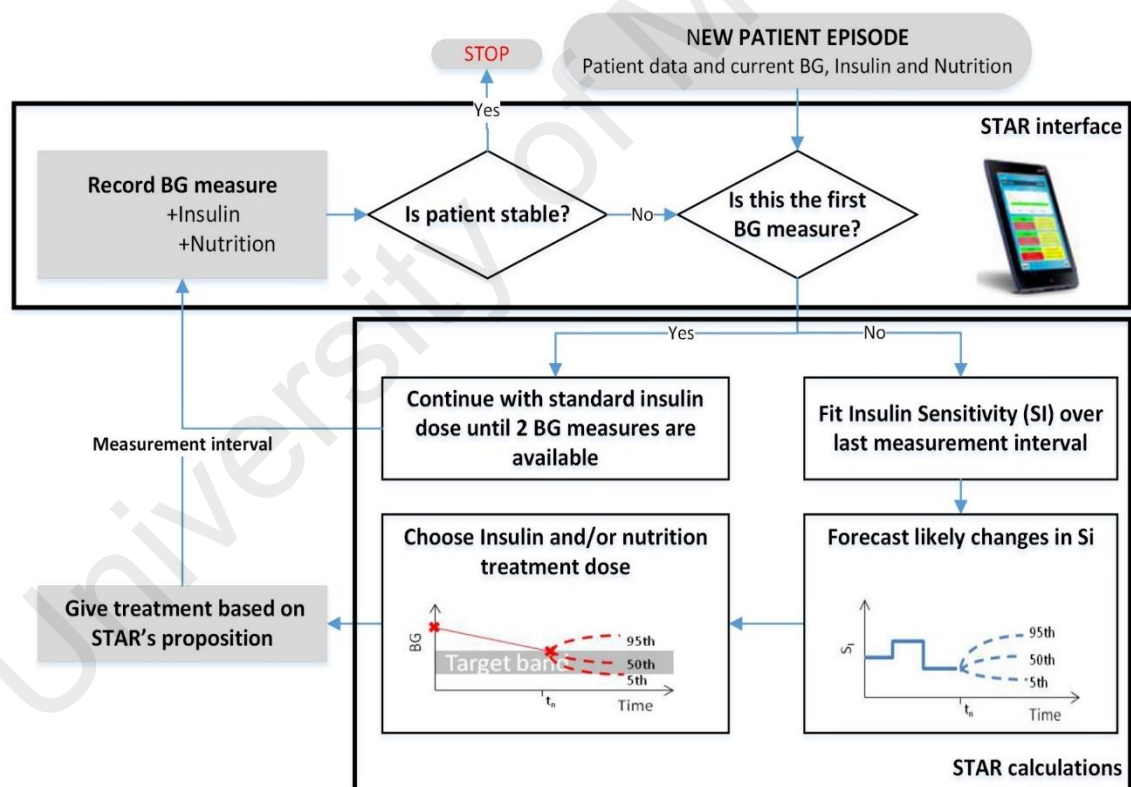 NEW PATIENT EPISODE
Patient data and current BG, Insulin and Nutrition
STOP
Yes
STAR interface
Record BG measure
+Insulin
+Nutrition
Is patient stable?
No
Is this the first
BG measure?
Yes
No
Continue with standard insulin
dose until 2 BG measures are
available
Fit Insulin Sensitivity (SI) over
last measurement interval
Measurement interval
Choose Insulin and/or nutrition
treatment dose
BG
Target band
95th
50th
5th
tn
Time
Forecast likely changes in Si
SI
95th
50th
5th
tn
Time
Give treatment based on
STAR's proposition
STAR calculations
University of M